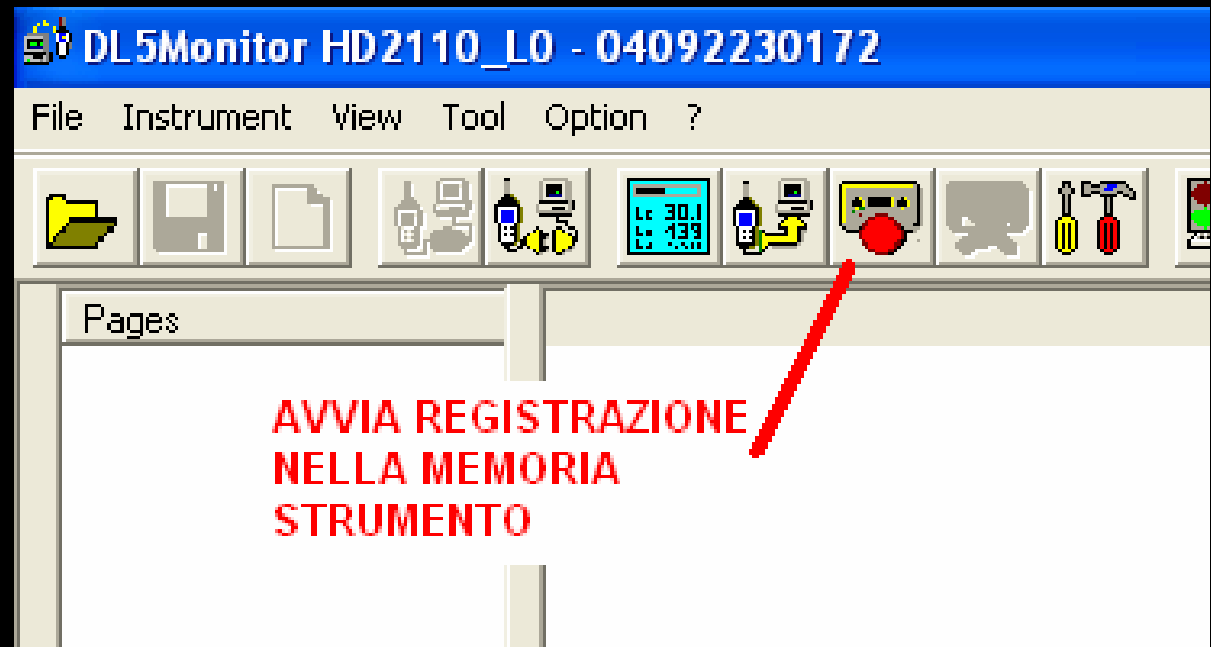 DL5Monitor HD2110_L0 - 04092230172
File Instrument View Tool Option ?
Pages
AVVIA REGISTRAZIONE
NELLA MEMORIA
STRUMENTO